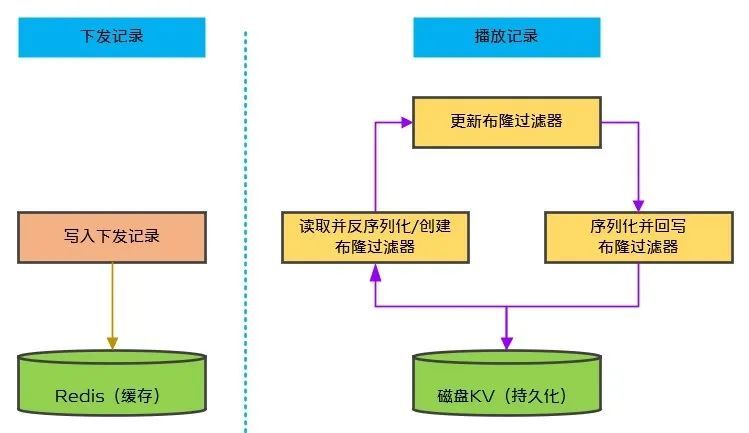 下发记录
播放记录
更新布隆过滤器
写入下发记录
读取并反序列化/创建
布隆过滤器
序列化并回写
布隆过滤器
Redis（缓存）
磁盘KV（持久化）